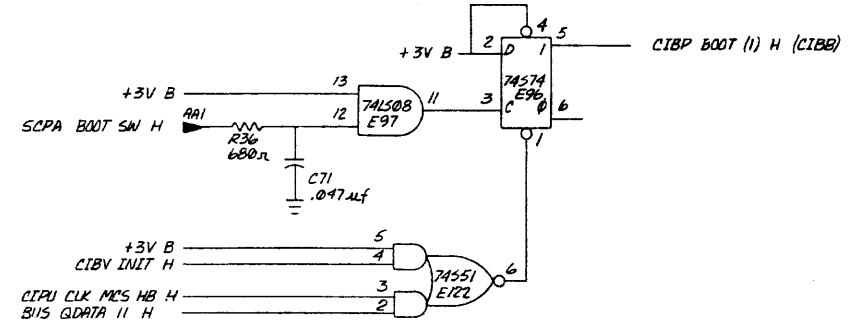 4
+3V B 2 D 1 5 CIBP BOOT (1) H (CIBB)
74S74
E96
3 C Ø 6
1
+3V B 13
74LS08
E97
11
SCPA BOOT SW H AA1 12
R36
680Ω
C71
.047 µf
+3V B 5
CIBV INIT H 4
74S51
E122
6
CIPU CLK MCS HB H 3
BUS QDATA 11 H 2